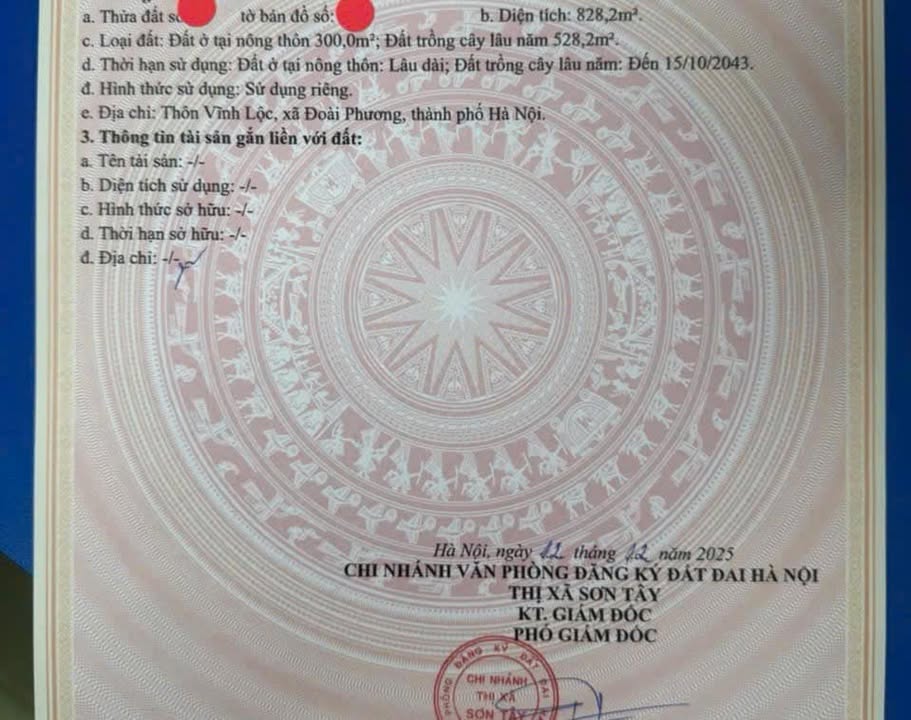 a. Thửa đất số tờ bản đồ số: b. Diện tích: 828,2m².
c. Loại đất: Đất ở tại nông thôn 300,0m²; Đất trồng cây lâu năm 528,2m².
d. Thời hạn sử dụng: Đất ở tại nông thôn: Lâu dài; Đất trồng cây lâu năm: Đến 15/10/2043.
đ. Hình thức sử dụng: Sử dụng riêng.
e. Địa chỉ: Thôn Vĩnh Lộc, xã Đoài Phương, thành phố Hà Nội.
3. Thông tin tài sản gắn liền với đất:
a. Tên tài sản: -/-
b. Diện tích sử dụng: -/-
c. Hình thức sở hữu: -/-
d. Thời hạn sở hữu: -/-
đ. Địa chỉ: -/-
Hà Nội, ngày 12 tháng 12 năm 2025
CHI NHÁNH VĂN PHÒNG ĐĂNG KÝ ĐẤT ĐAI HÀ NỘI
THỊ XÃ SƠN TÂY
KT. GIÁM ĐỐC
PHÓ GIÁM ĐỐC
PHÒNG ĐĂNG KÝ ĐẤT ĐAI
CHI NHÁNH
THỊ XÃ
SƠN TÂY